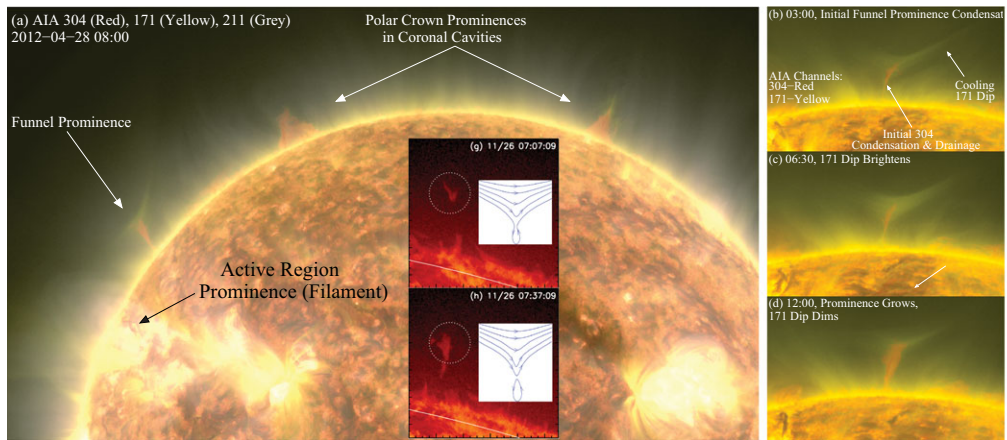 (a) AIA 304 (Red), 171 (Yellow), 211 (Grey)
2012−04−28 08:00
Polar Crown Prominences
in Coronal Cavities
Funnel Prominence
Active Region
Prominence (Filament)
(g) 11/26 07:07:09
(h) 11/26 07:37:09
(b) 03:00, Initial Funnel Prominence Condensat
AIA Channels:
304−Red
171−Yellow
Cooling
171 Dip
Initial 304
Condensation & Drainage
(c) 06:30, 171 Dip Brightens
(d) 12:00, Prominence Grows,
171 Dip Dims